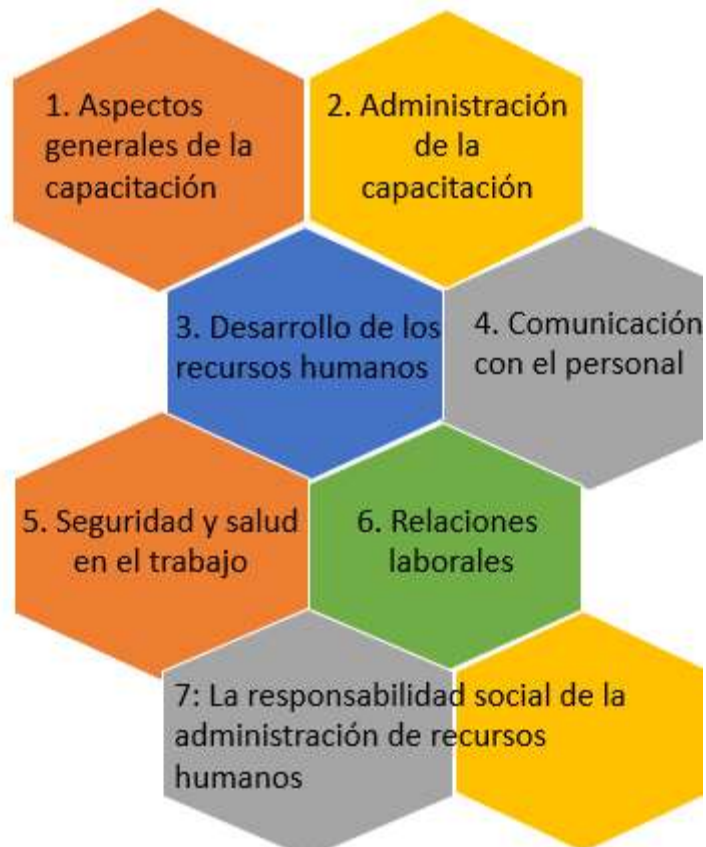 1. Aspectos
generales de la
capacitación
2. Administración
de la
capacitación
3. Desarrollo de los
recursos humanos
4. Comunicación
con el personal
5. Seguridad y salud
en el trabajo
6. Relaciones
laborales
7: La responsabilidad social de la
administración de recursos
humanos